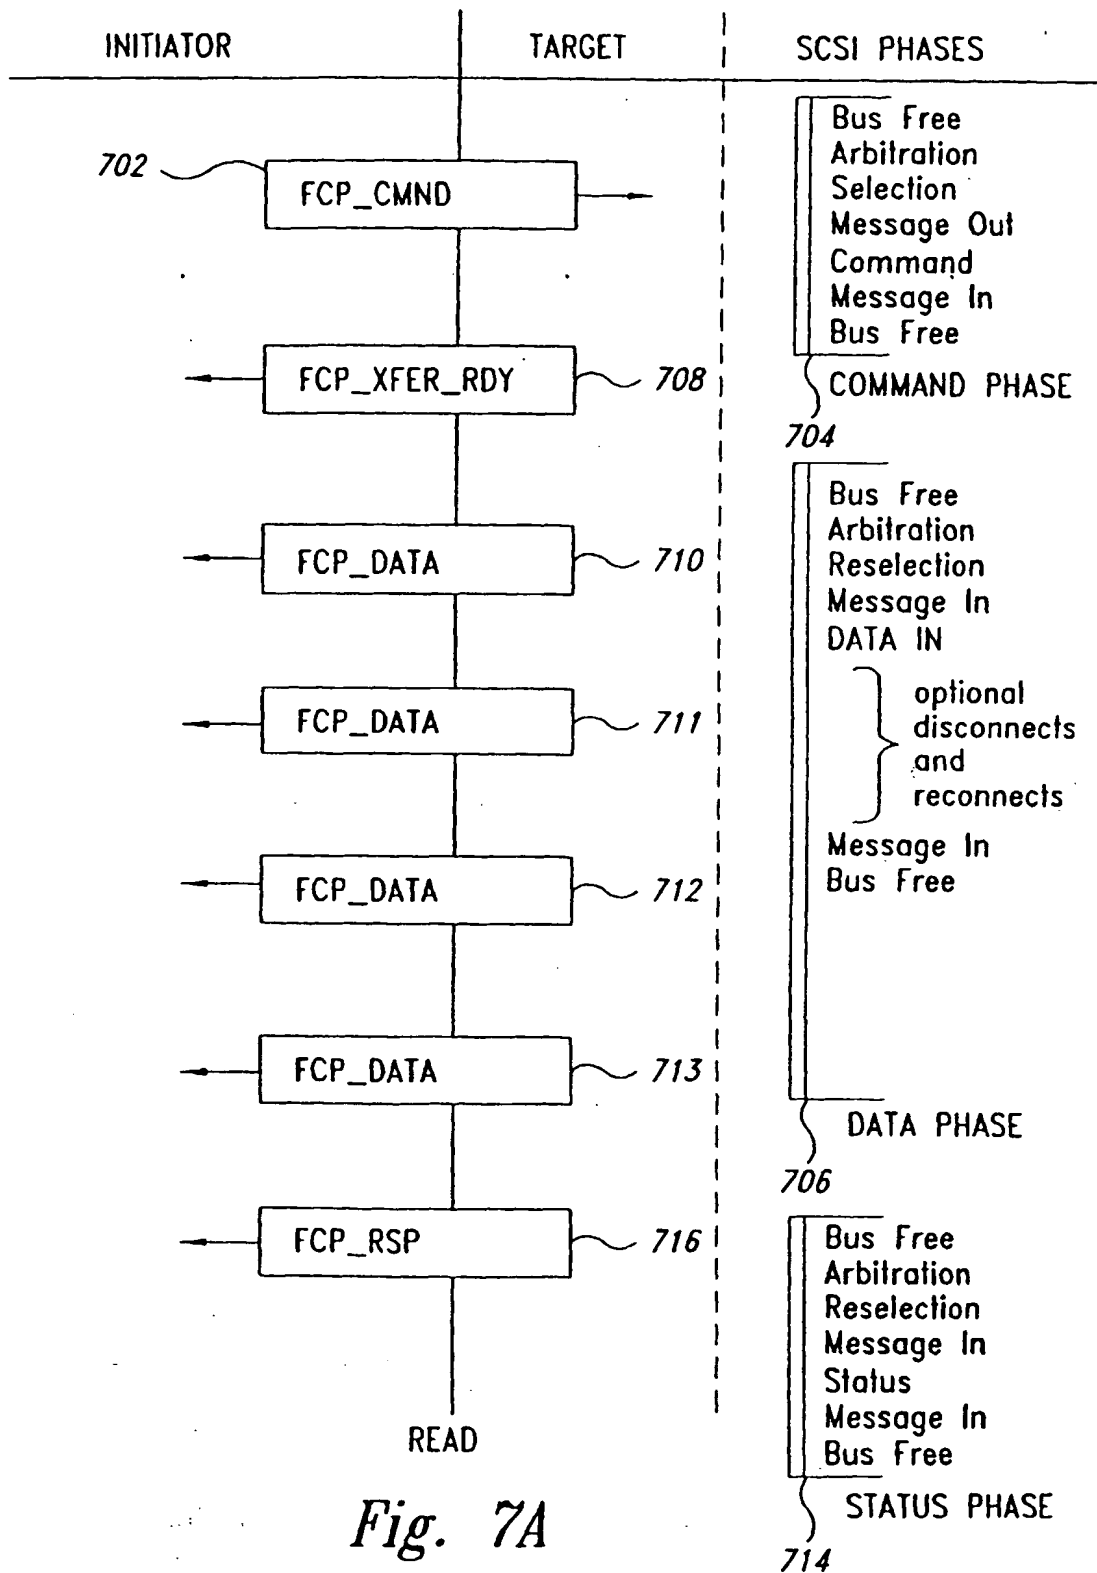 INITIATOR
TARGET
SCSI PHASES
702
FCP_CMND
Bus Free
Arbitration
Selection
Message Out
Command
Message In
Bus Free
COMMAND PHASE
704
FCP_XFER_RDY
708
FCP_DATA
710
FCP_DATA
711
FCP_DATA
712
FCP_DATA
713
Bus Free
Arbitration
Reselection
Message In
DATA IN
optional
disconnects
and
reconnects
Message In
Bus Free
DATA PHASE
706
FCP_RSP
716
Bus Free
Arbitration
Reselection
Message In
Status
Message In
Bus Free
STATUS PHASE
714
READ
Fig. 7A